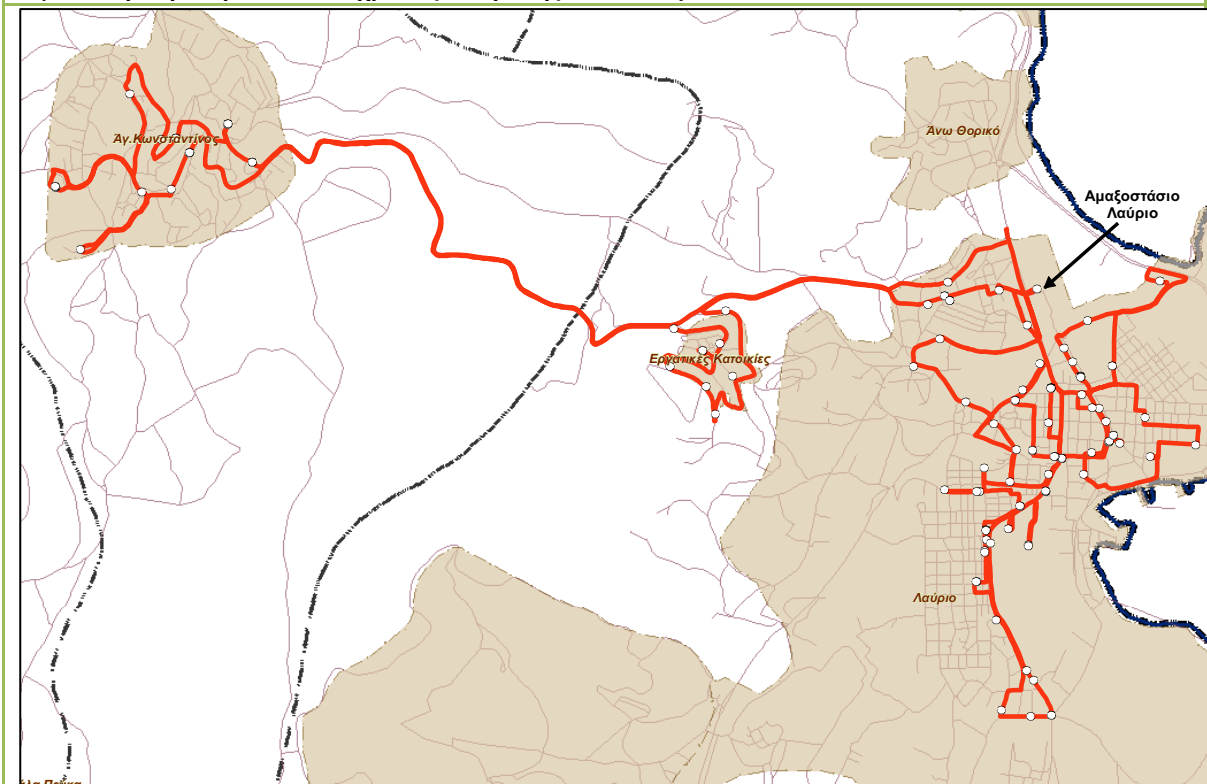 Άγ.Κωνσταντίνος
Άνω Θορικό
Αμαξοστάσιο
Λαύριο
Εργατικές Κατοικίες
Λαύριο